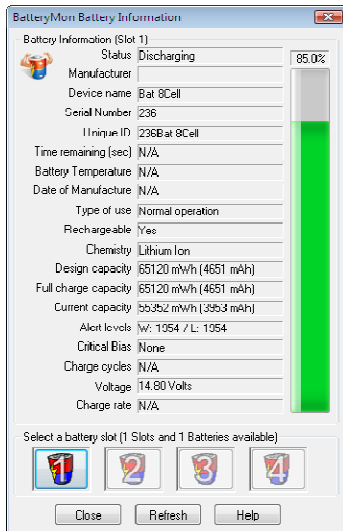 BatteryMon Battery Information
Battery Information (Slot 1)
Status Discharging
85.0%
Manufacturer
Device name Bat 8Cell
Serial Number 236
Unique ID 236Bat 8Cell
Time remaining (sec) N/A
Battery Temperature N/A
Date of Manufacture N/A
Type of use Normal operation
Rechargeable Yes
Chemistry Lithium Ion
Design capacity 65120 mWh (4651 mAh)
Full charge capacity 65120 mWh (4651 mAh)
Current capacity 55352 mWh (3953 mAh)
Alert levels W: 1954 / L: 1954
Critical Bias None
Charge cycles N/A
Voltage 14.80 Volts
Charge rate N/A
Select a battery slot (1 Slots and 1 Batteries available)
1 2 3 4
Close Refresh Help